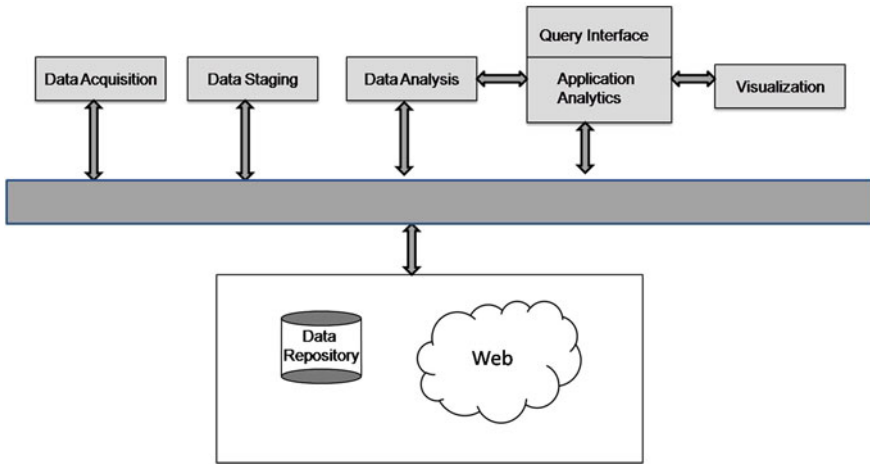 Query Interface
Data Acquisition
Data Staging
Data Analysis
Application
Analytics
Visualization
Data
Repository
Web